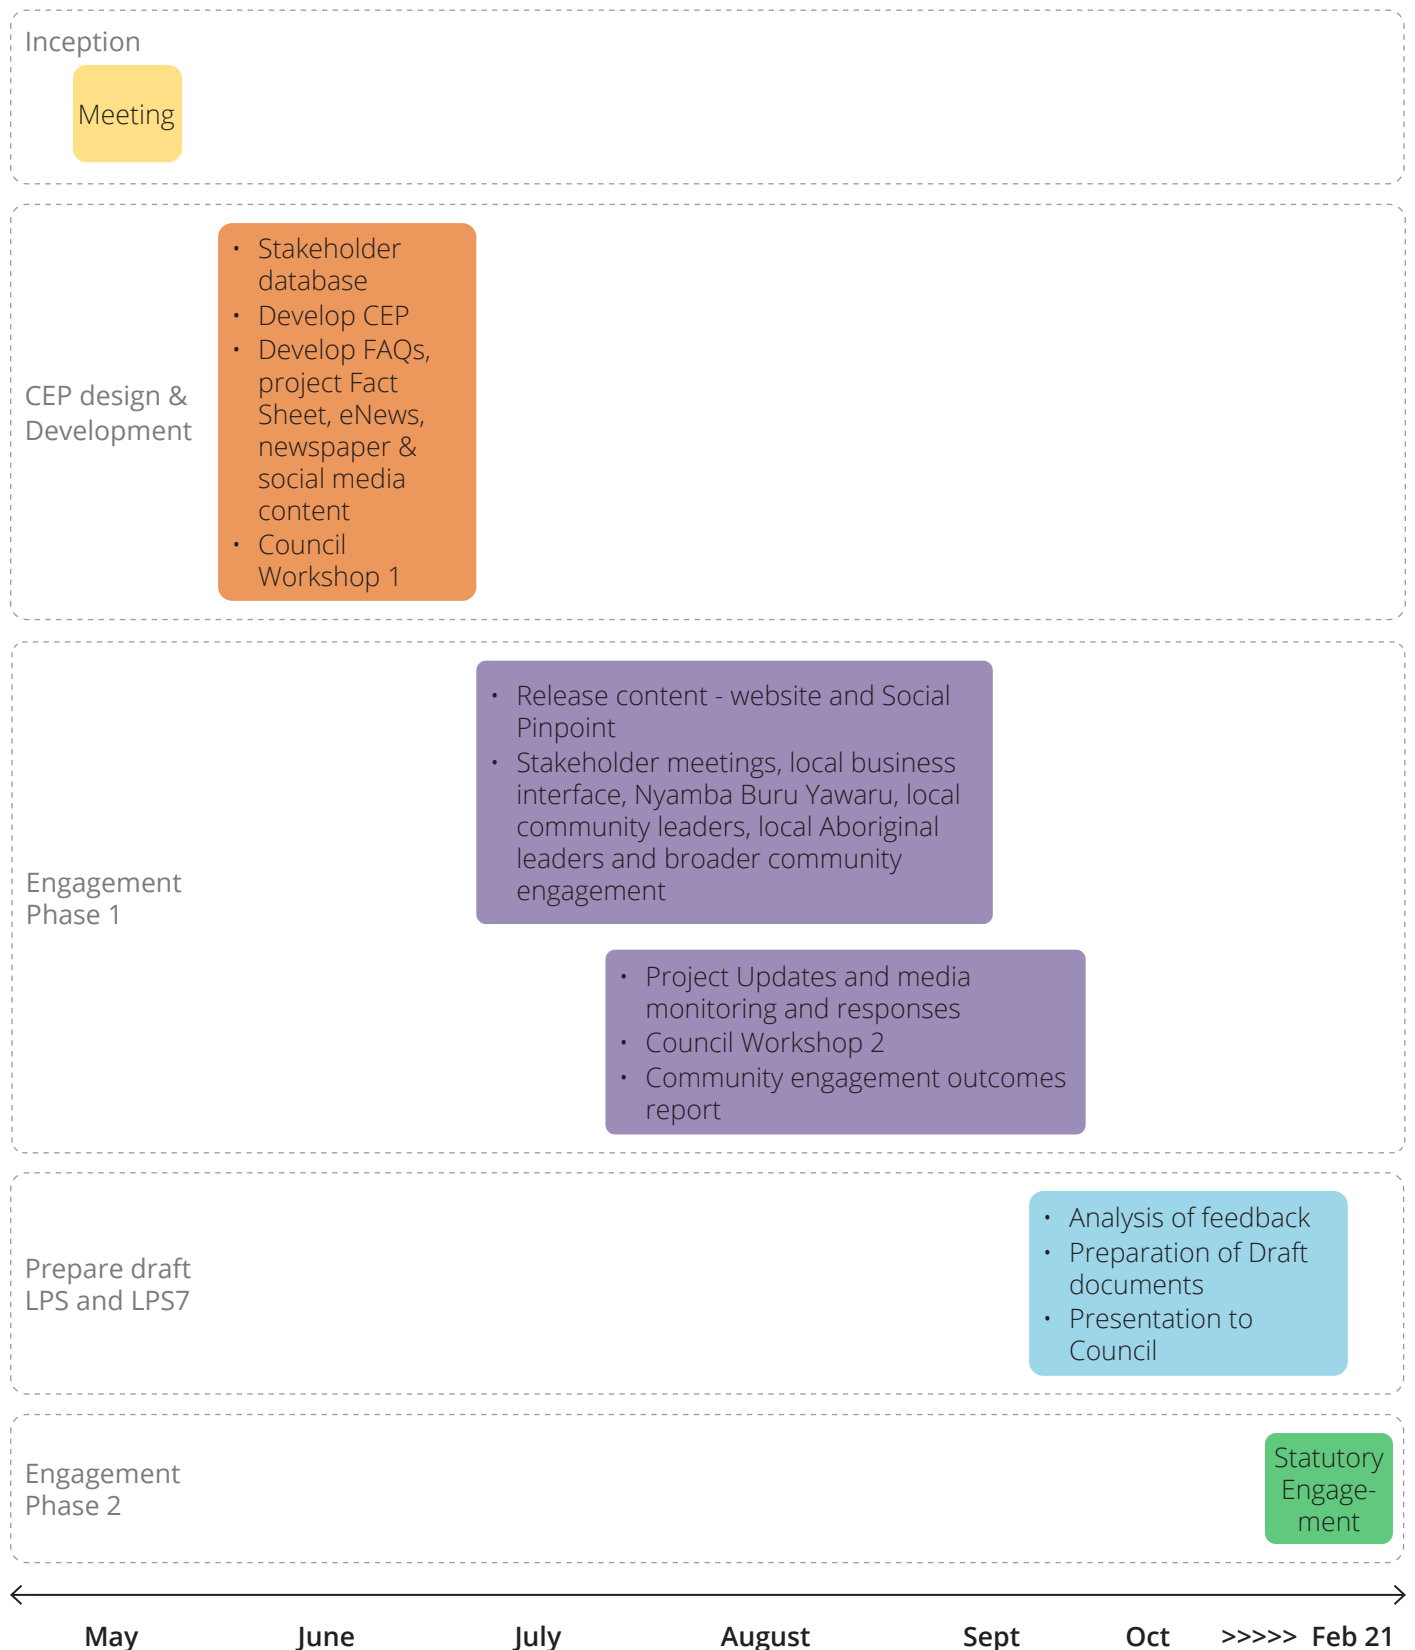 Inception
Meeting
CEP design &
Development
• Stakeholder
database
• Develop CEP
• Develop FAQs,
project Fact
Sheet, eNews,
newspaper &
social media
content
• Council
Workshop 1
Engagement
Phase 1
• Release content - website and Social
Pinpoint
• Stakeholder meetings, local business
interface, Nyamba Buru Yawaru, local
community leaders, local Aboriginal
leaders and broader community
engagement
• Project Updates and media
monitoring and responses
• Council Workshop 2
• Community engagement outcomes
report
Prepare draft
LPS and LPS7
• Analysis of feedback
• Preparation of Draft
documents
• Presentation to
Council
Engagement
Phase 2
Statutory
Engage-
ment
May June July August Sept Oct >>>>> Feb 21